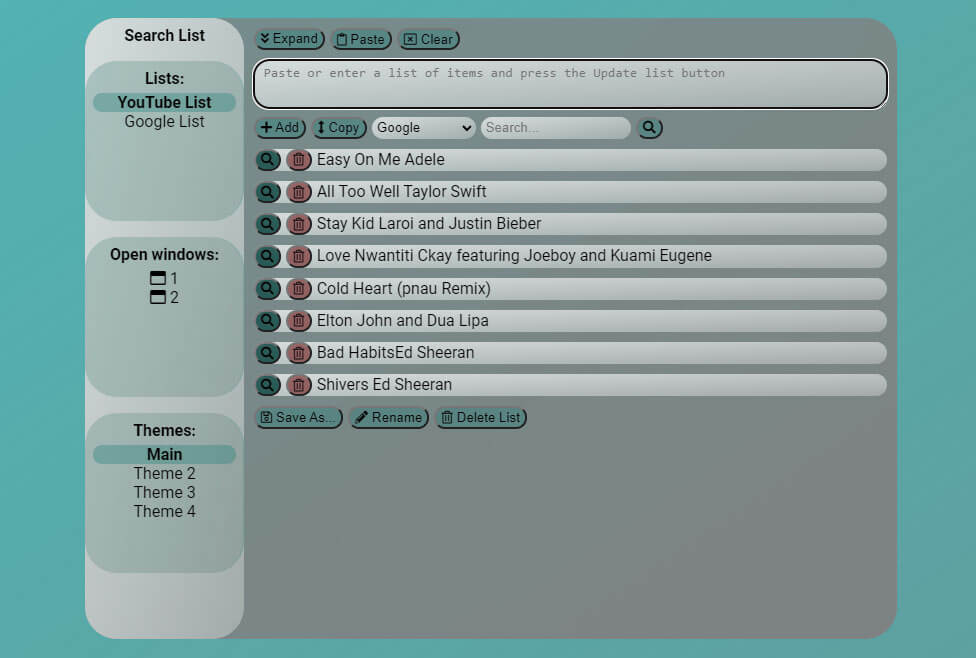 Search List
Lists:
YouTube List
Google List
Open windows:
1
2
Themes:
Main
Theme 2
Theme 3
Theme 4
Expand Paste Clear
Paste or enter a list of items and press the Update list button
Add Copy Google Search...
Easy On Me Adele
All Too Well Taylor Swift
Stay Kid Laroi and Justin Bieber
Love Nwantiti Ckay featuring Joeboy and Kuami Eugene
Cold Heart (pnau Remix)
Elton John and Dua Lipa
Bad HabitsEd Sheeran
Shivers Ed Sheeran
Save As... Rename Delete List